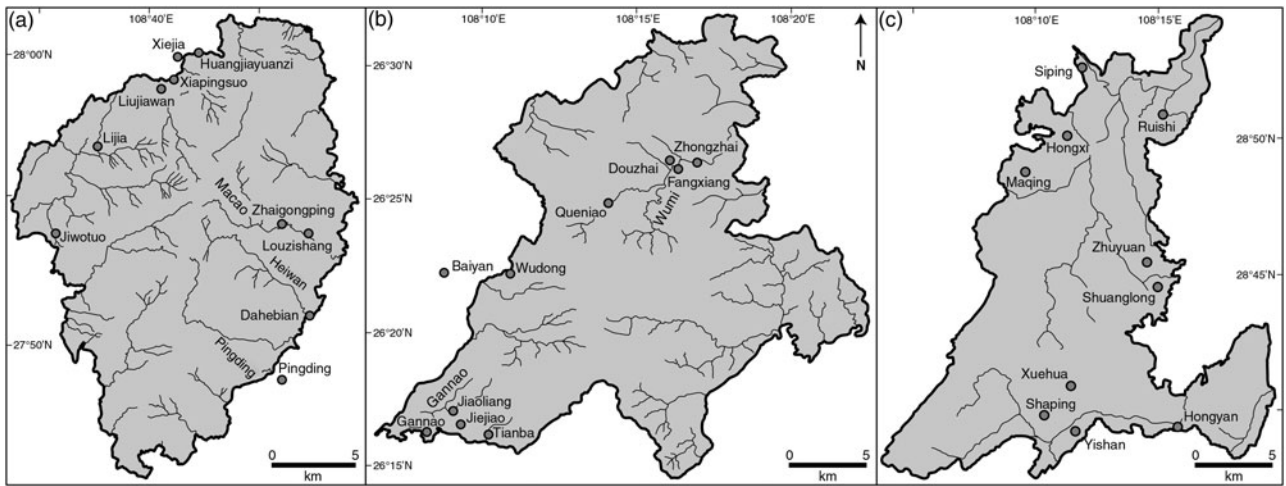 (a)
108°40'E
28°00'N
Xiejia
Huangjiayuanzi
Xiapingsuo
Liujiawan
Lijia
Macao
Zhaigongping
Louzishang
Jiwotuo
Heiwan
Dahebian
27°50'N
Pingding
Pingding
0 5
km
(b)
108°10'E 108°15'E 108°20'E
N
26°30'N
Zhongzhai
Douzhai
Fangxiang
26°25'N
Queniao
Wumi
Baiyan
Wudong
26°20'N
Gannao
Jiaoliang
Gannao
Jiejiao
Tianba
26°15'N
0 5
km
(c)
108°10'E 108°15'E
Siping
Ruishi
28°50'N
Hongxi
Maqing
Zhuyuan
28°45'N
Shuanglong
Xuehua
Shaping
Hongyan
Yishan
0 5
km